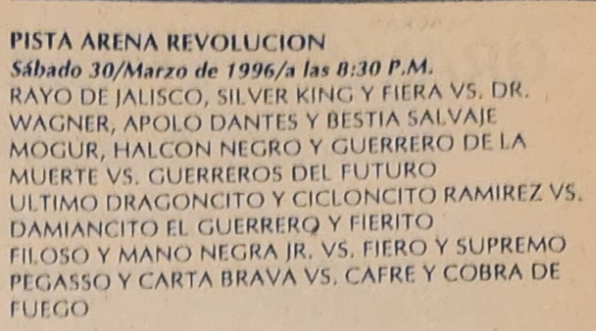 PISTA ARENA REVOLUCION
Sábado 30/Marzo de 1996/a las 8:30 P.M.
RAYO DE JALISCO, SILVER KING Y FIERA VS. DR.
WAGNER, APOLO DANTES Y BESTIA SALVAJE
MOGUR, HALCON NEGRO Y GUERRERO DE LA
MUERTE VS. GUERREROS DEL FUTURO
ULTIMO DRAGONCITO Y CICLONCITO RAMIREZ VS.
DAMIANCITO EL GUERRERO Y FIERITO
FILOSO Y MANO NEGRA JR. VS. FIERO Y SUPREMO
PEGASSO Y CARTA BRAVA VS. CAFRE Y COBRA DE
FUEGO